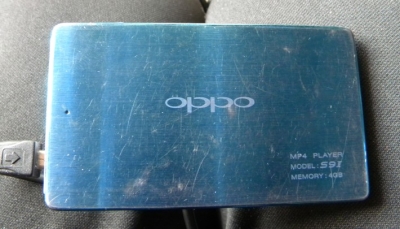 oppo
MP4 PLAYER
MODEL: S9I
MEMORY: 4GB